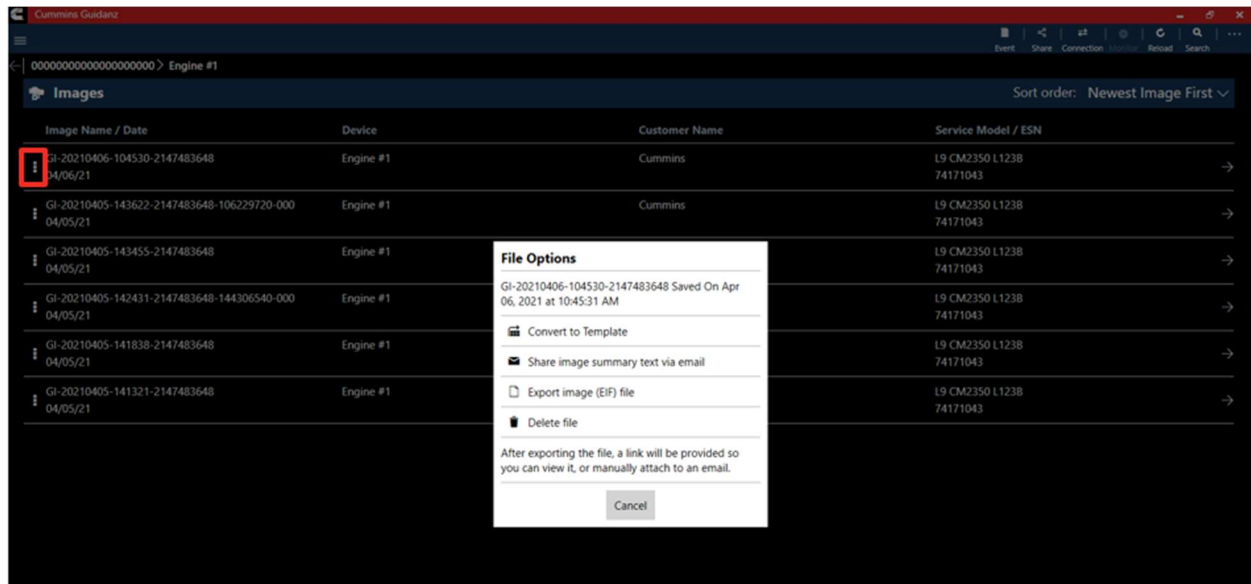 Cummins Guidanz
Event Share Connection Monitor Reload Search
00000000000000000000 > Engine #1
Images Sort order: Newest Image First
Image Name / Date Device Customer Name Service Model / ESN
GI-20210406-104530-2147483648 Engine #1 Cummins L9 CM2350 L123B
04/06/21 74171043
GI-20210405-143622-2147483648-106229720-000 Engine #1 Cummins L9 CM2350 L123B
04/05/21 74171043
GI-20210405-143455-2147483648 Engine #1 L9 CM2350 L123B
04/05/21 74171043
GI-20210405-142431-2147483648-144306540-000 Engine #1 L9 CM2350 L123B
04/05/21 74171043
GI-20210405-141838-2147483648 Engine #1 L9 CM2350 L123B
04/05/21 74171043
GI-20210405-141321-2147483648 Engine #1 L9 CM2350 L123B
04/05/21 74171043
File Options
GI-20210406-104530-2147483648 Saved On Apr
06, 2021 at 10:45:31 AM
Convert to Template
Share image summary text via email
Export image (EIF) file
Delete file
After exporting the file, a link will be provided so
you can view it, or manually attach to an email.
Cancel